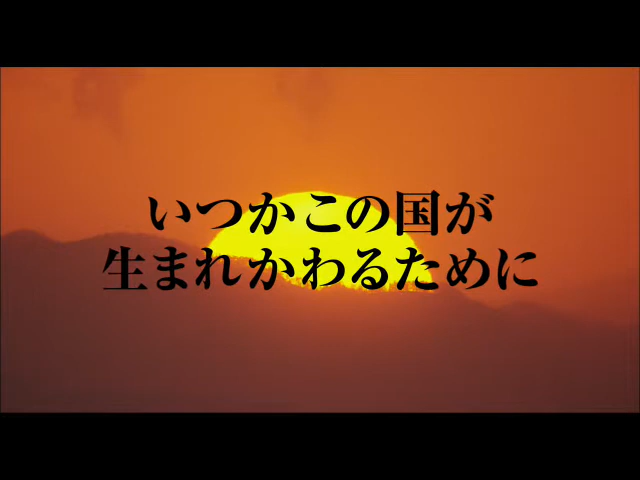 いつかこの国が
生まれかわるために